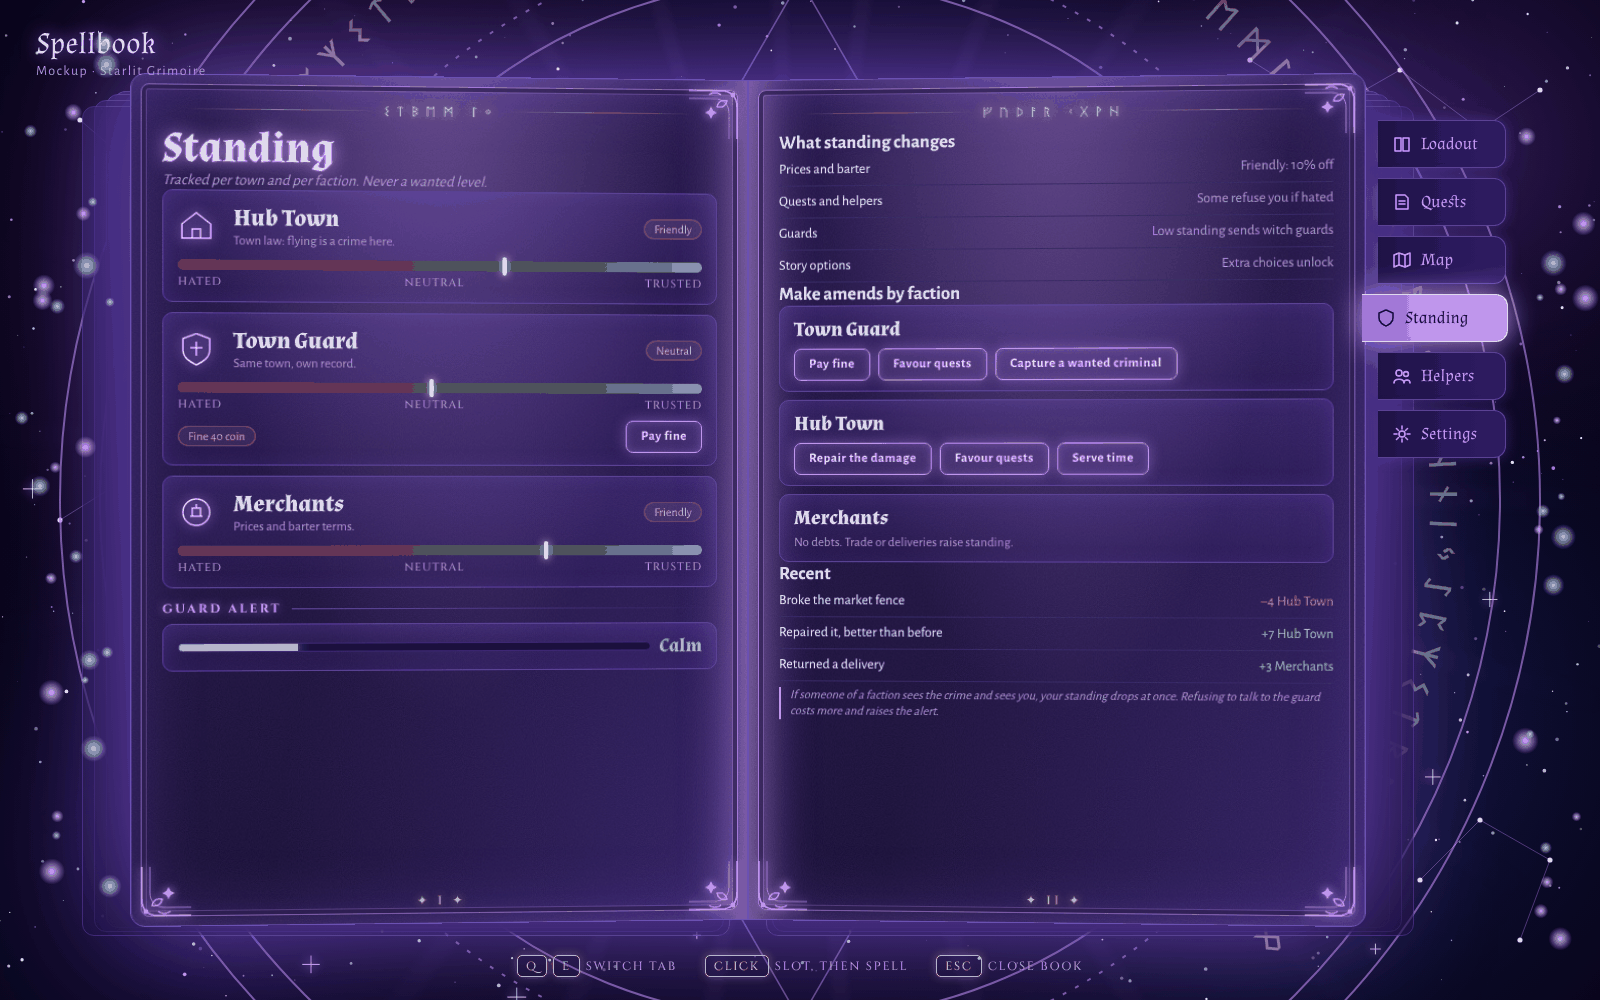 Spellbook
Mockup · Starlit Grimoire
Standing
Tracked per town and per faction. Never a wanted level.
Hub Town
Town law: flying is a crime here.
Friendly
HATED NEUTRAL TRUSTED
Town Guard
Same town, own record.
Neutral
HATED NEUTRAL TRUSTED
Fine 40 coin
Pay fine
Merchants
Prices and barter terms.
Friendly
HATED NEUTRAL TRUSTED
GUARD ALERT
Calm
✦ I ✦
What standing changes
Prices and barter Friendly: 10% off
Quests and helpers Some refuse you if hated
Guards Low standing sends witch guards
Story options Extra choices unlock
Make amends by faction
Town Guard
Pay fine Favour quests Capture a wanted criminal
Hub Town
Repair the damage Favour quests Serve time
Merchants
No debts. Trade or deliveries raise standing.
Recent
Broke the market fence −4 Hub Town
Repaired it, better than before +7 Hub Town
Returned a delivery +3 Merchants
If someone of a faction sees the crime and sees you, your standing drops at once. Refusing to talk to the guard
costs more and raises the alert.
✦ II ✦
Loadout
Quests
Map
Standing
Helpers
Settings
Q E SWITCH TAB CLICK SLOT, THEN SPELL ESC CLOSE BOOK